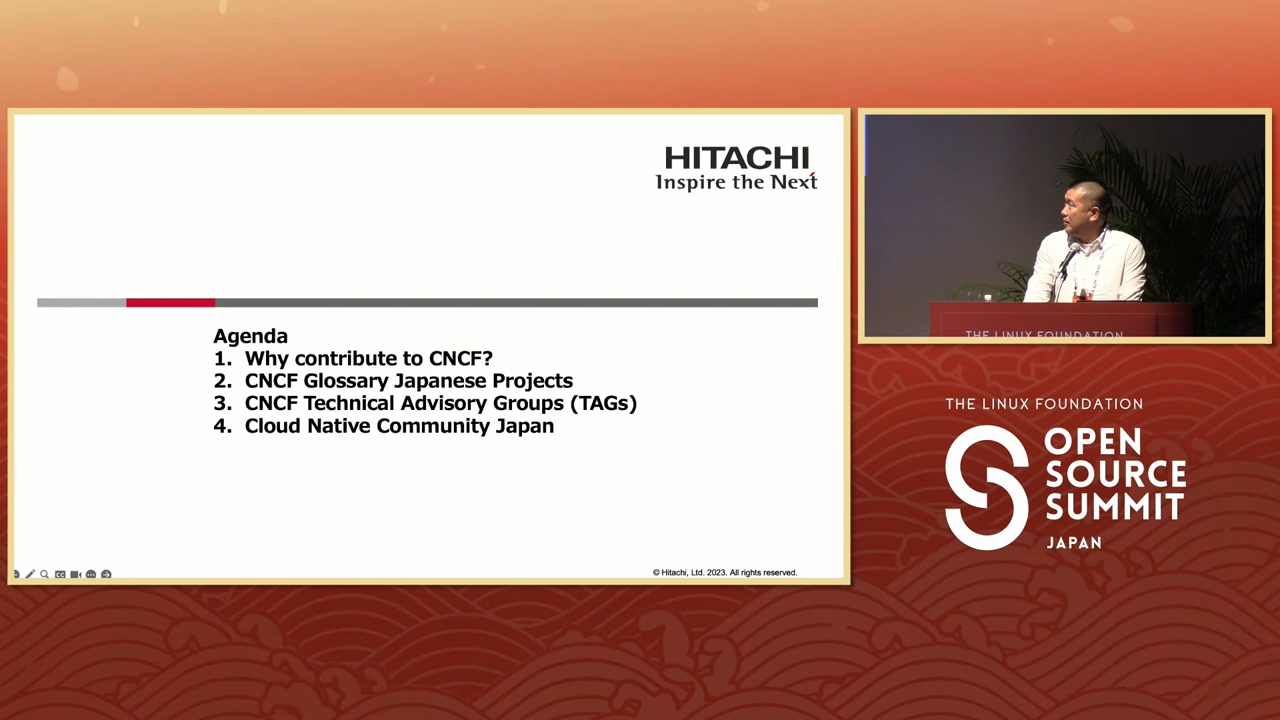 HITACHI
Inspire the Next
Agenda
1. Why contribute to CNCF?
2. CNCF Glossary Japanese Projects
3. CNCF Technical Advisory Groups (TAGs)
4. Cloud Native Community Japan
© Hitachi, Ltd. 2023. All rights reserved.
THE LINUX FOUNDATION
THE LINUX FOUNDATION
OPEN
SOURCE
SUMMIT
JAPAN